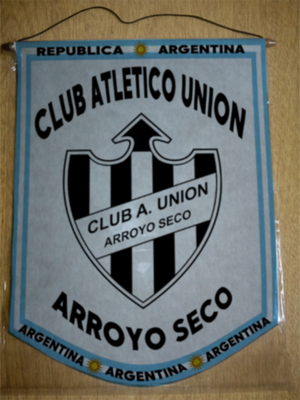 REPUBLICA ARGENTINA
CLUB ATLETICO UNION
CLUB A. UNION
ARROYO SECO
ARROYO SECO
ARGENTINA ARGENTINA ARGENTINA